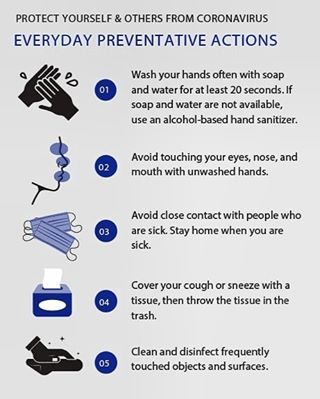 PROTECT YOURSELF & OTHERS FROM CORONAVIRUS
EVERYDAY PREVENTATIVE ACTIONS
01
Wash your hands often with soap
and water for at least 20 seconds. If
soap and water are not available,
use an alcohol-based hand sanitizer.
02
Avoid touching your eyes, nose, and
mouth with unwashed hands.
03
Avoid close contact with people who
are sick. Stay home when you are
sick.
04
Cover your cough or sneeze with a
tissue, then throw the tissue in the
trash.
05
Clean and disinfect frequently
touched objects and surfaces.